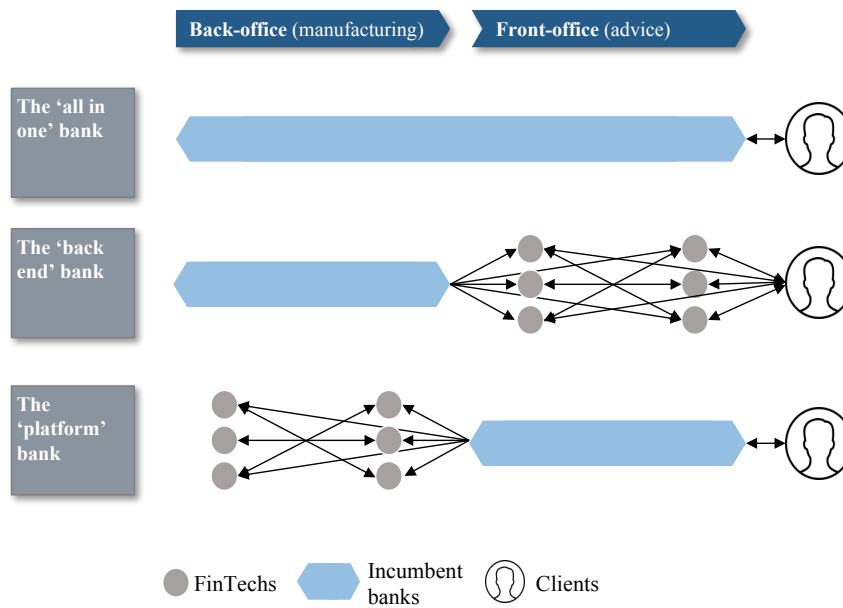 Back-office (manufacturing)
Front-office (advice)
The ‘all in
one’ bank
The ‘back
end’ bank
The
‘platform’
bank
FinTechs
Incumbent
banks
Clients